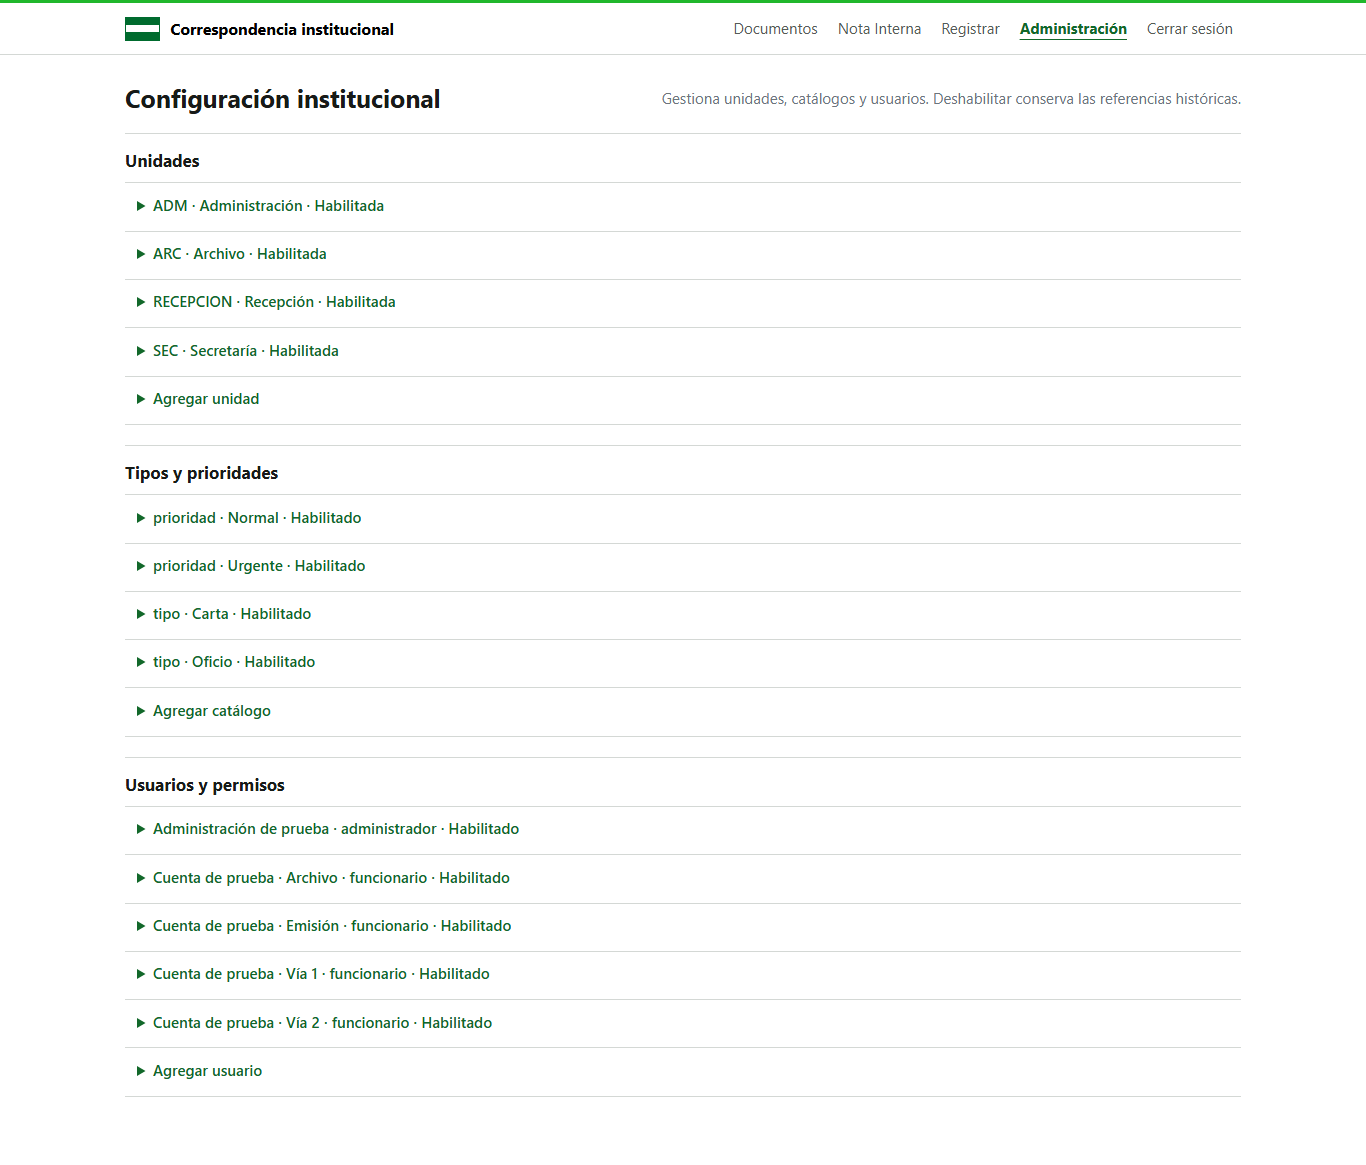 Correspondencia institucional
Documentos Nota Interna Registrar Administración Cerrar sesión
Configuración institucional
Gestiona unidades, catálogos y usuarios. Deshabilitar conserva las referencias históricas.
Unidades
ADM · Administración · Habilitada
ARC · Archivo · Habilitada
RECEPCION · Recepción · Habilitada
SEC · Secretaría · Habilitada
Agregar unidad
Tipos y prioridades
prioridad · Normal · Habilitado
prioridad · Urgente · Habilitado
tipo · Carta · Habilitado
tipo · Oficio · Habilitado
Agregar catálogo
Usuarios y permisos
Administración de prueba · administrador · Habilitado
Cuenta de prueba · Archivo · funcionario · Habilitado
Cuenta de prueba · Emisión · funcionario · Habilitado
Cuenta de prueba · Vía 1 · funcionario · Habilitado
Cuenta de prueba · Vía 2 · funcionario · Habilitado
Agregar usuario